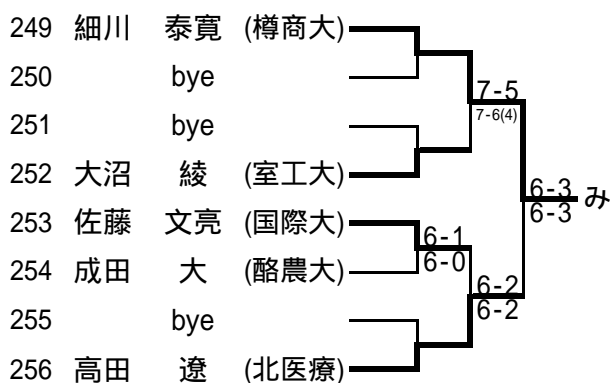 249 細川 泰寛 (樽商大)
250 bye
7-5
251 bye
7-6(4)
252 大沼 綾 (室工大)
6-3
み
253 佐藤 文亮 (国際大)
6-3
6-1
254 成田 大 (酪農大)
6-0
6-2
255 bye
6-2
256 高田 遼 (北医療)